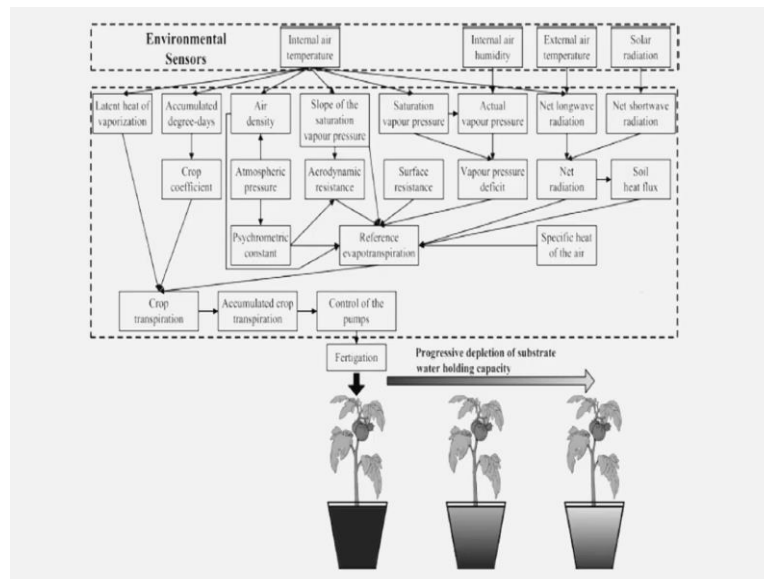 Environmental
Sensors
Internal air
temperature
Internal air
humidity
External air
temperature
Solar
radiation
Latent heat of
vaporization
Accumulated
degree-days
Air
density
Slope of the
saturation
vapour pressure
Saturation
vapour pressure
Actual
vapour pressure
Net longwave
radiation
Net shortwave
radiation
Crop
coefficient
Atmospheric
pressure
Aerodynamic
resistance
Surface
resistance
Vapour pressure
deficit
Net
radiation
Soil
heat flux
Psychrometric
constant
Reference
evapotranspiration
Specific heat
of the air
Crop
transpiration
Accumulated crop
transpiration
Control of the
pumps
Fertigation
Progressive depletion of substrate
water holding capacity